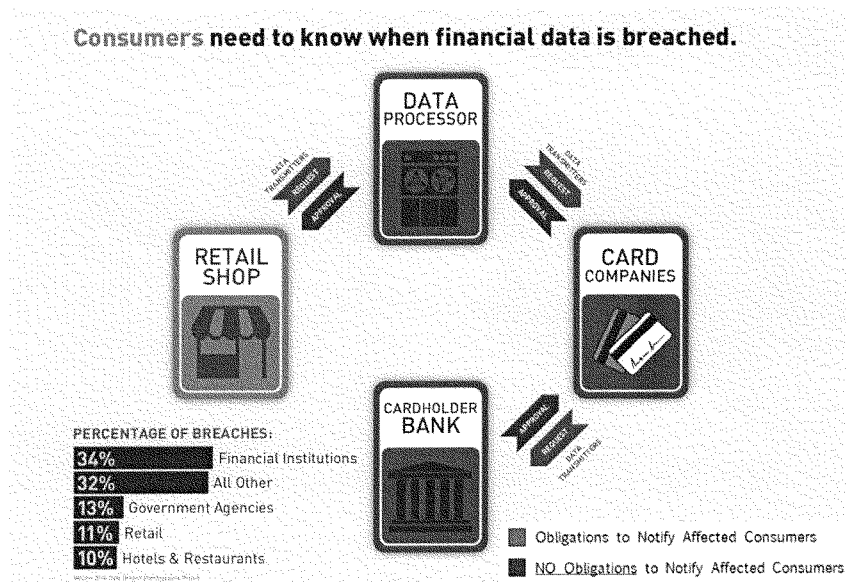 Consumers need to know when financial data is breached.
DATA
PROCESSOR
DATA
TRANSMITTERS
REQUEST
APPROVAL
DATA
TRANSMITTERS
REQUEST
APPROVAL
RETAIL
SHOP
CARD
COMPANIES
CARDHOLDER
BANK
APPROVAL
REQUEST
DATA
TRANSMITTERS
PERCENTAGE OF BREACHES:
34% Financial Institutions
32% All Other
13% Government Agencies
11% Retail
10% Hotels & Restaurants
Obligations to Notify Affected Consumers
NO Obligations to Notify Affected Consumers